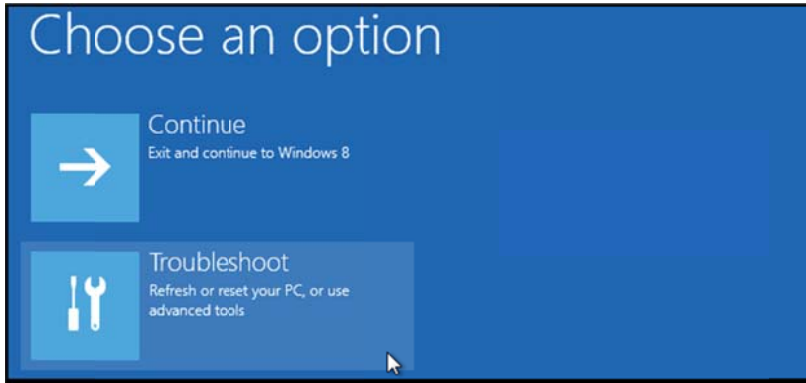 Choose an option
Continue
Exit and continue to Windows 8
Troubleshoot
Refresh or reset your PC, or use
advanced tools